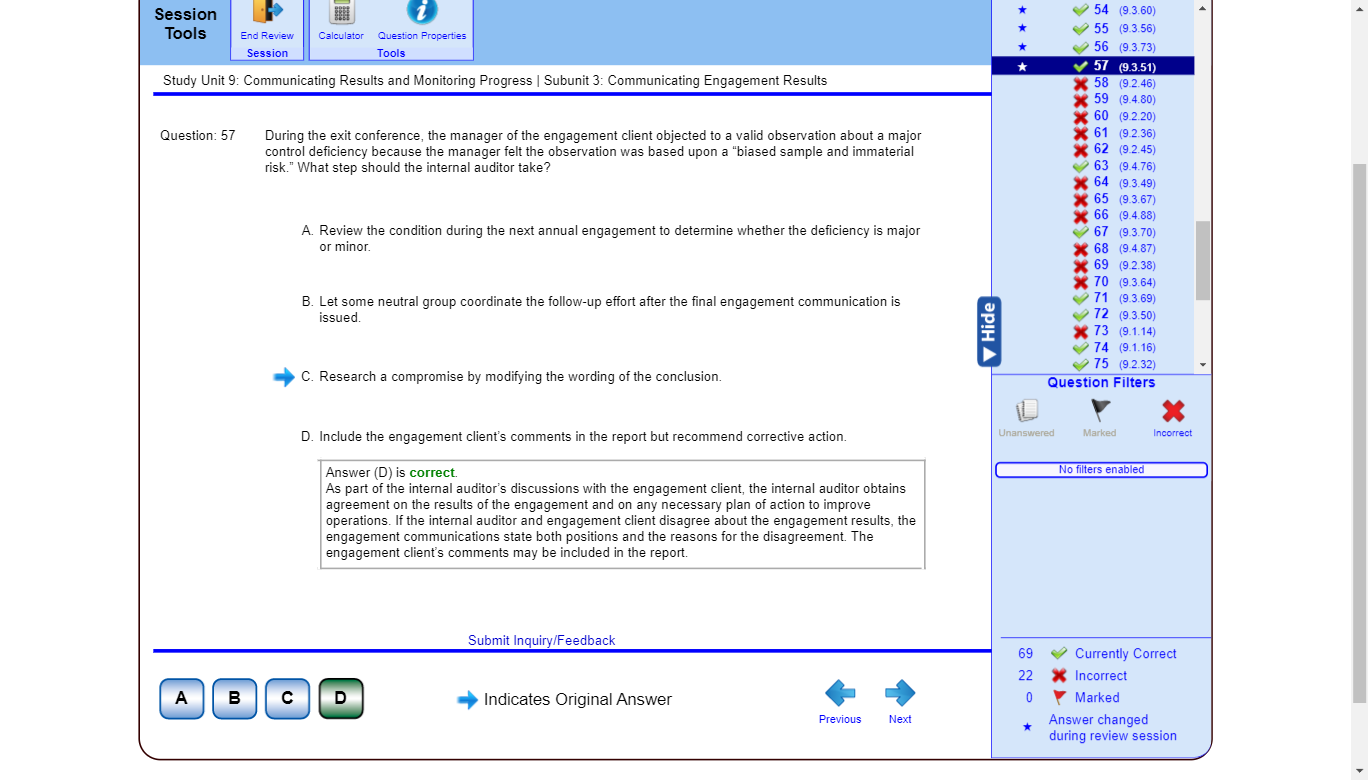 Session
Tools
End Review
Session
Calculator
Question Properties
Tools
Study Unit 9: Communicating Results and Monitoring Progress | Subunit 3: Communicating Engagement Results
Question: 57
During the exit conference, the manager of the engagement client objected to a valid observation about a major
control deficiency because the manager felt the observation was based upon a “biased sample and immaterial
risk.” What step should the internal auditor take?
A. Review the condition during the next annual engagement to determine whether the deficiency is major
or minor.
B. Let some neutral group coordinate the follow-up effort after the final engagement communication is
issued.
C. Research a compromise by modifying the wording of the conclusion.
D. Include the engagement client’s comments in the report but recommend corrective action.
Answer (D) is correct.
As part of the internal auditor’s discussions with the engagement client, the internal auditor obtains
agreement on the results of the engagement and on any necessary plan of action to improve
operations. If the internal auditor and engagement client disagree about the engagement results, the
engagement communications state both positions and the reasons for the disagreement. The
engagement client’s comments may be included in the report.
Submit Inquiry/Feedback
A B C D
Indicates Original Answer
Previous
Next
54 (9.3.60)
55 (9.3.56)
56 (9.3.73)
57 (9.3.51)
58 (9.2.46)
59 (9.4.80)
60 (9.2.20)
61 (9.2.36)
62 (9.2.45)
63 (9.4.76)
64 (9.3.49)
65 (9.3.67)
66 (9.4.88)
67 (9.3.70)
68 (9.4.87)
69 (9.2.38)
70 (9.3.64)
71 (9.3.69)
72 (9.3.50)
73 (9.1.14)
74 (9.1.16)
75 (9.2.32)
Hide
Question Filters
Unanswered
Marked
Incorrect
No filters enabled
69 Currently Correct
22 Incorrect
0 Marked
Answer changed
during review session